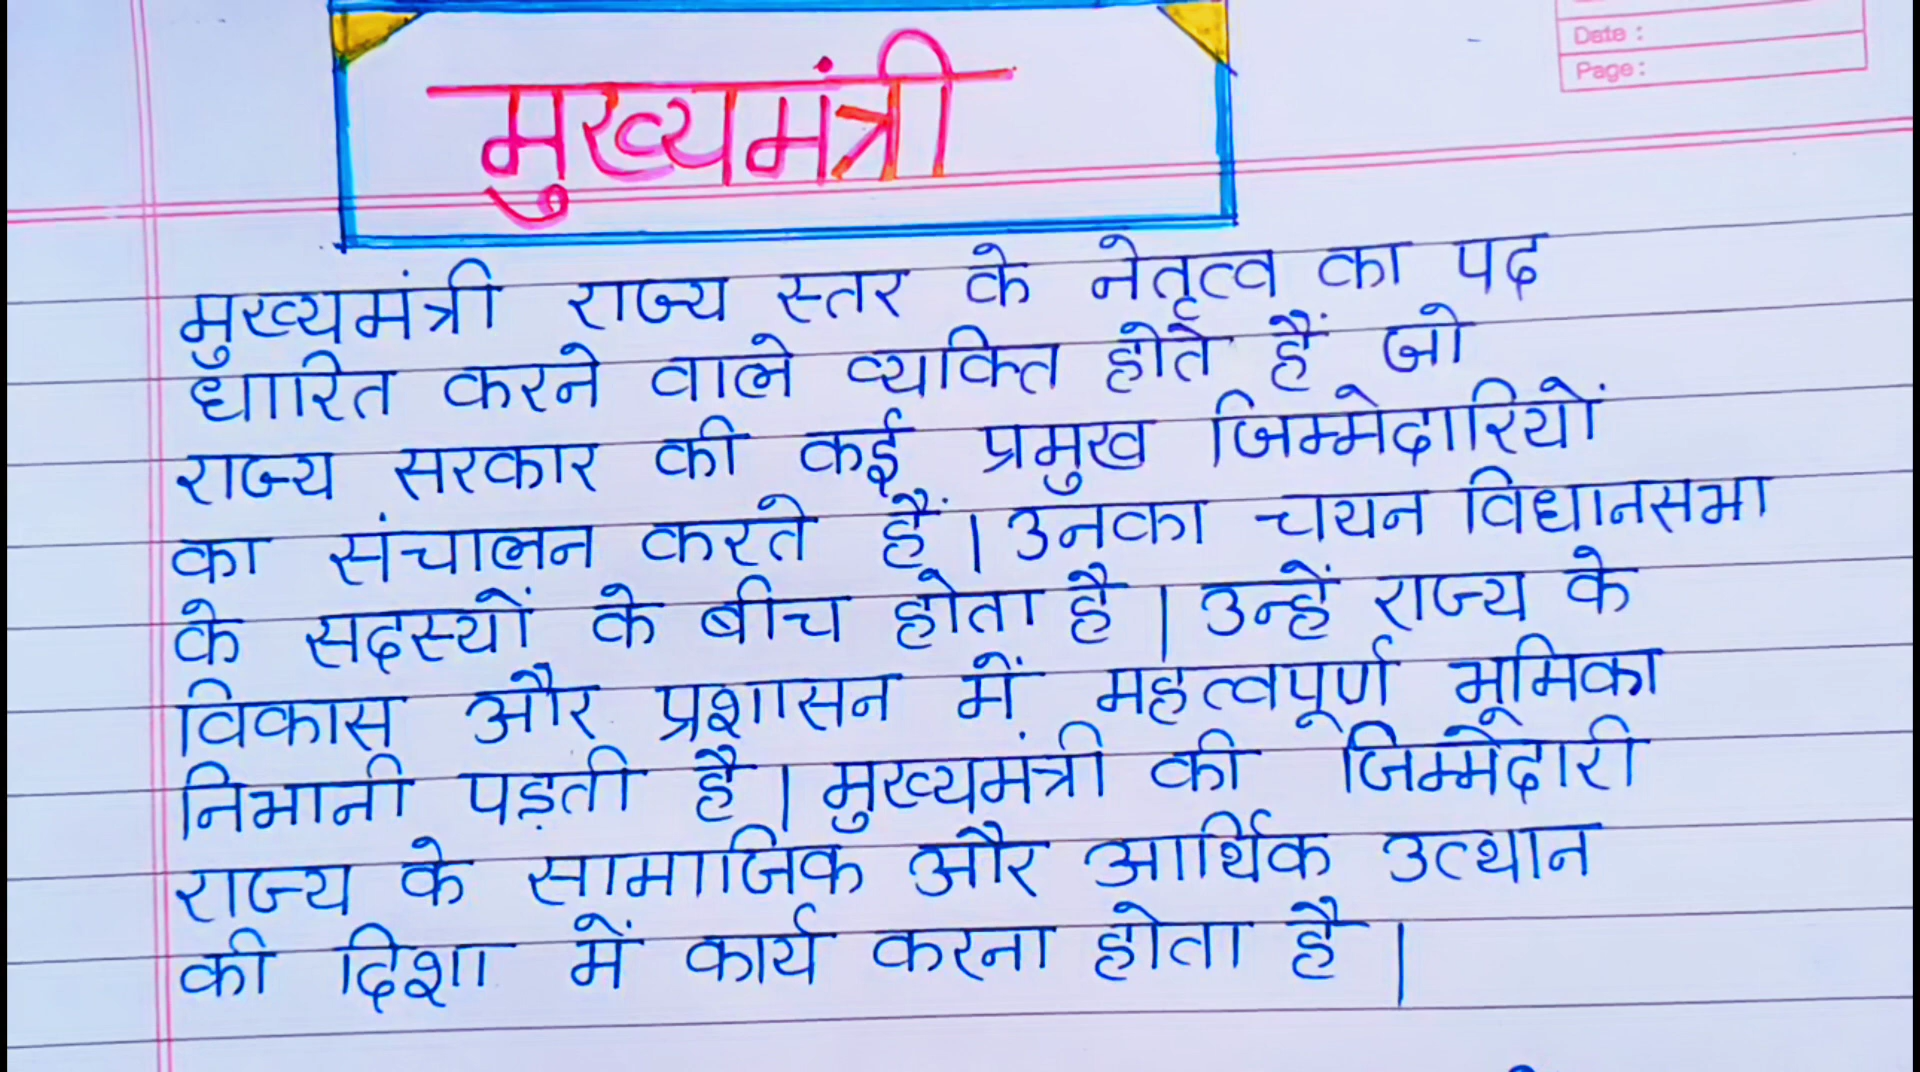 Date :
Page :
मुख्यमंत्री
मुख्यमंत्री राज्य स्तर के नेतृत्व का पद
धारित करने वाले व्यक्ति होते हैं जो
राज्य सरकार की कई प्रमुख जिम्मेदारियों
का संचालन करते हैं। उनका चयन विधानसभा
के सदस्यों के बीच होता है। उन्हें राज्य के
विकास और प्रशासन में महत्वपूर्ण भूमिका
निभानी पड़ती है। मुख्यमंत्री की जिम्मेदारी
राज्य के सामाजिक और आर्थिक उत्थान
की दिशा में कार्य करना होता है।